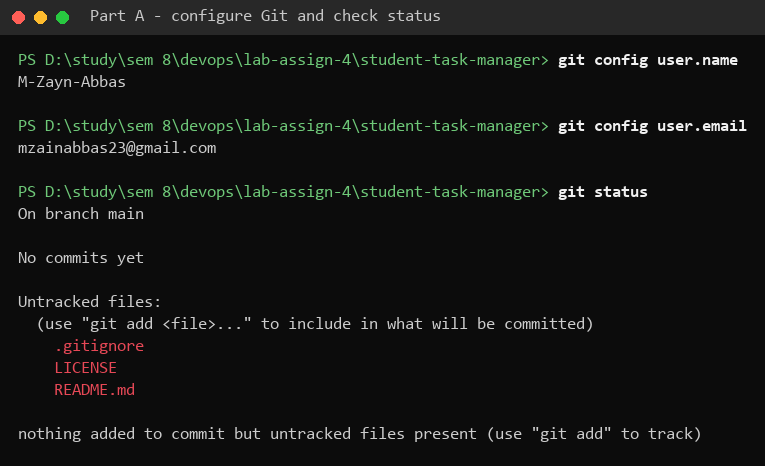 Part A - configure Git and check status
PS D:\study\sem 8\devops\lab-assign-4\student-task-manager> git config user.name
M-Zayn-Abbas
PS D:\study\sem 8\devops\lab-assign-4\student-task-manager> git config user.email
mzainabbas23@gmail.com
PS D:\study\sem 8\devops\lab-assign-4\student-task-manager> git status
On branch main
No commits yet
Untracked files:
  (use "git add <file>..." to include in what will be committed)
    .gitignore
    LICENSE
    README.md
nothing added to commit but untracked files present (use "git add" to track)